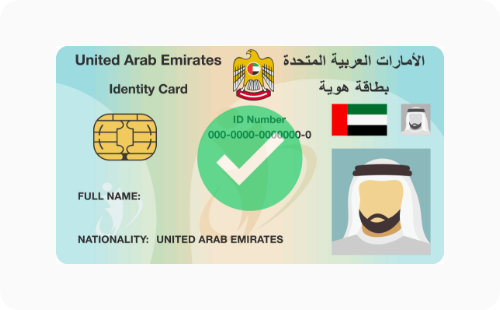 United Arab Emirates
الأمارات العربية المتحدة
Identity Card
بطاقة هوية
ID Number
000-0000-0000000-0
FULL NAME:
NATIONALITY: UNITED ARAB EMIRATES